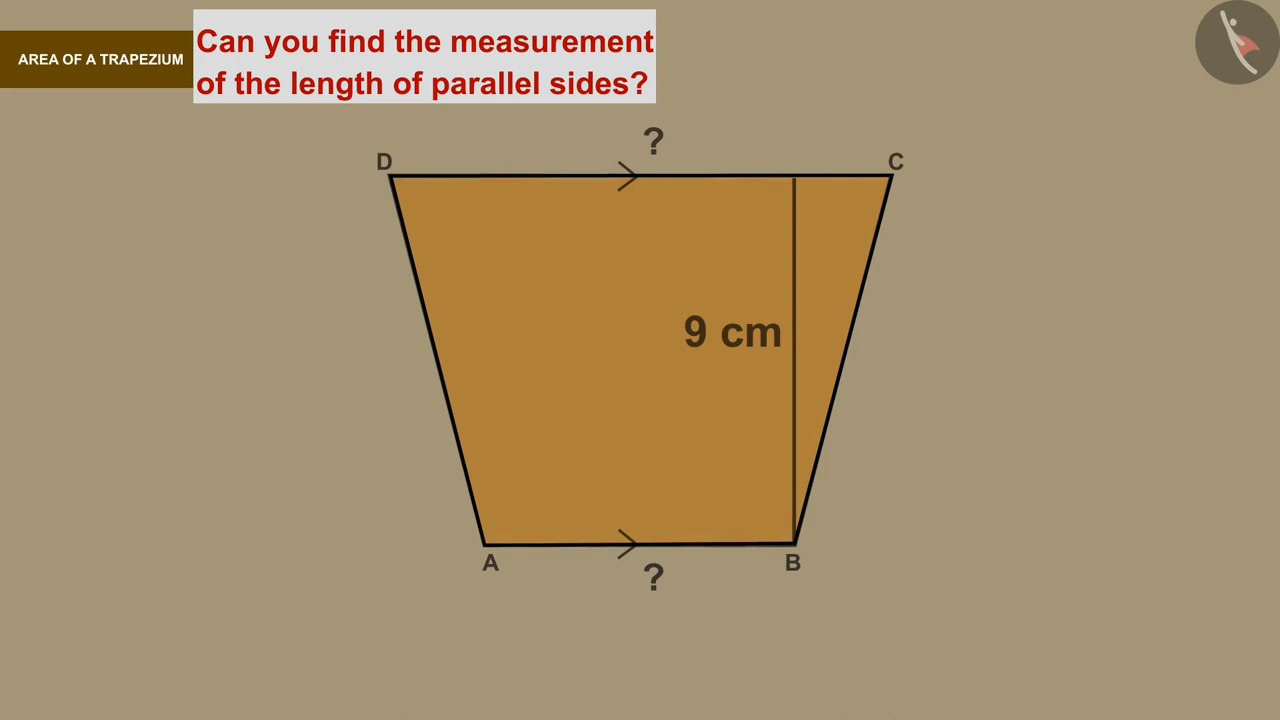 AREA OF A TRAPEZIUM
Can you find the measurement
of the length of parallel sides?
?
D
C
9 cm
A
B
?